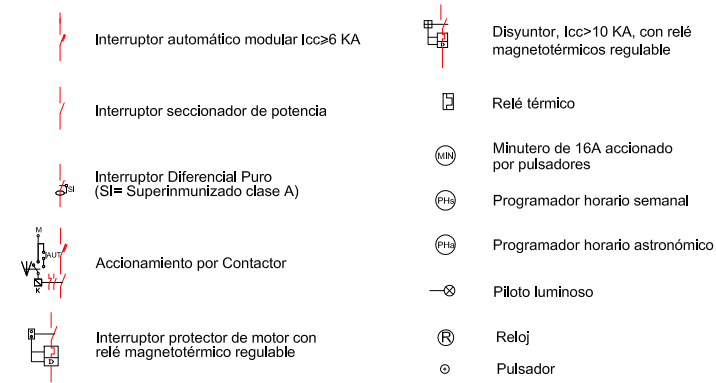 Interruptor automático modular Icc≥6 KA
Interruptor seccionador de potencia
SI
Interruptor Diferencial Puro
(SI= Superinmunizado clase A)
M
AUT
K
Accionamiento por Contactor
Interruptor protector de motor con
relé magnetotérmico regulable
Disyuntor, Icc>10 KA, con relé
magnetotérmicos regulable
Relé térmico
MIN
Minutero de 16A accionado
por pulsadores
PHs
Programador horario semanal
PHa
Programador horario astronómico
Piloto luminoso
R
Reloj
Pulsador